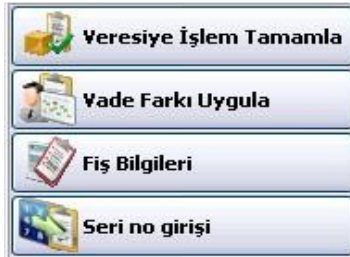 Veresiye İşlem Tamamla
Vade Farkı Uygula
Fiş Bilgileri
Seri no girişi